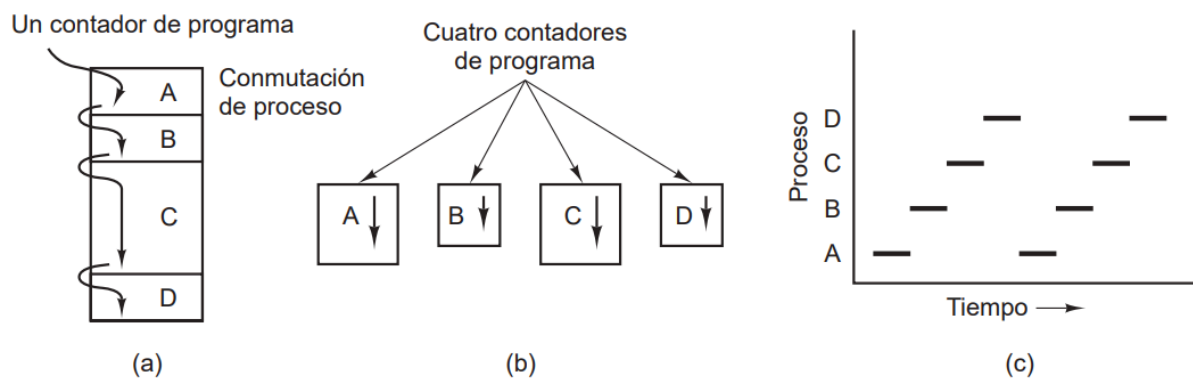 Un contador de programa
Conmutación
de proceso
A
B
C
D
(a)
Cuatro contadores
de programa
A
B
C
D
(b)
Proceso
D
C
B
A
Tiempo
(c)